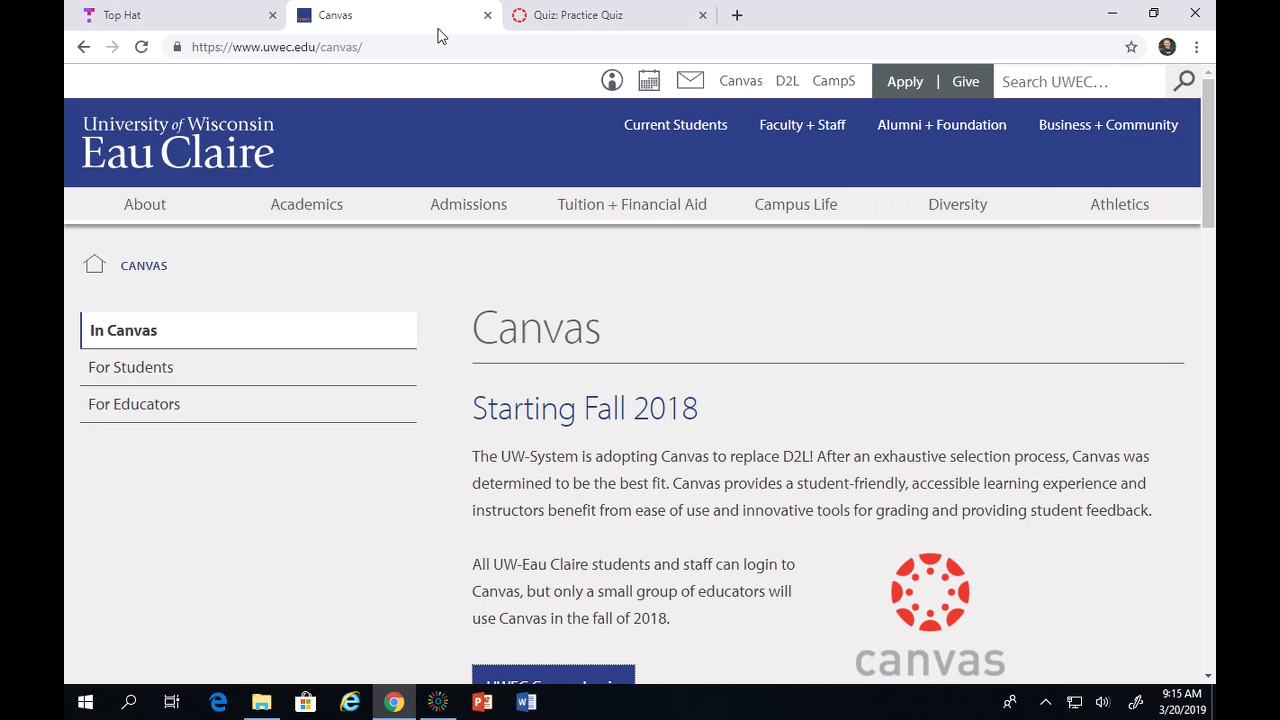 Top Hat
Canvas
Quiz: Practice Quiz
https://www.uwec.edu/canvas/
Canvas D2L CampS Apply | Give Search UWEC...
University of Wisconsin
Eau Claire
Current Students Faculty + Staff Alumni + Foundation Business + Community
About Academics Admissions Tuition + Financial Aid Campus Life Diversity Athletics
CANVAS
In Canvas
For Students
For Educators
Canvas
Starting Fall 2018
The UW-System is adopting Canvas to replace D2L! After an exhaustive selection process, Canvas was
determined to be the best fit. Canvas provides a student-friendly, accessible learning experience and
instructors benefit from ease of use and innovative tools for grading and providing student feedback.
All UW-Eau Claire students and staff can login to
Canvas, but only a small group of educators will
use Canvas in the fall of 2018.
canvas
9:15 AM
3/20/2019